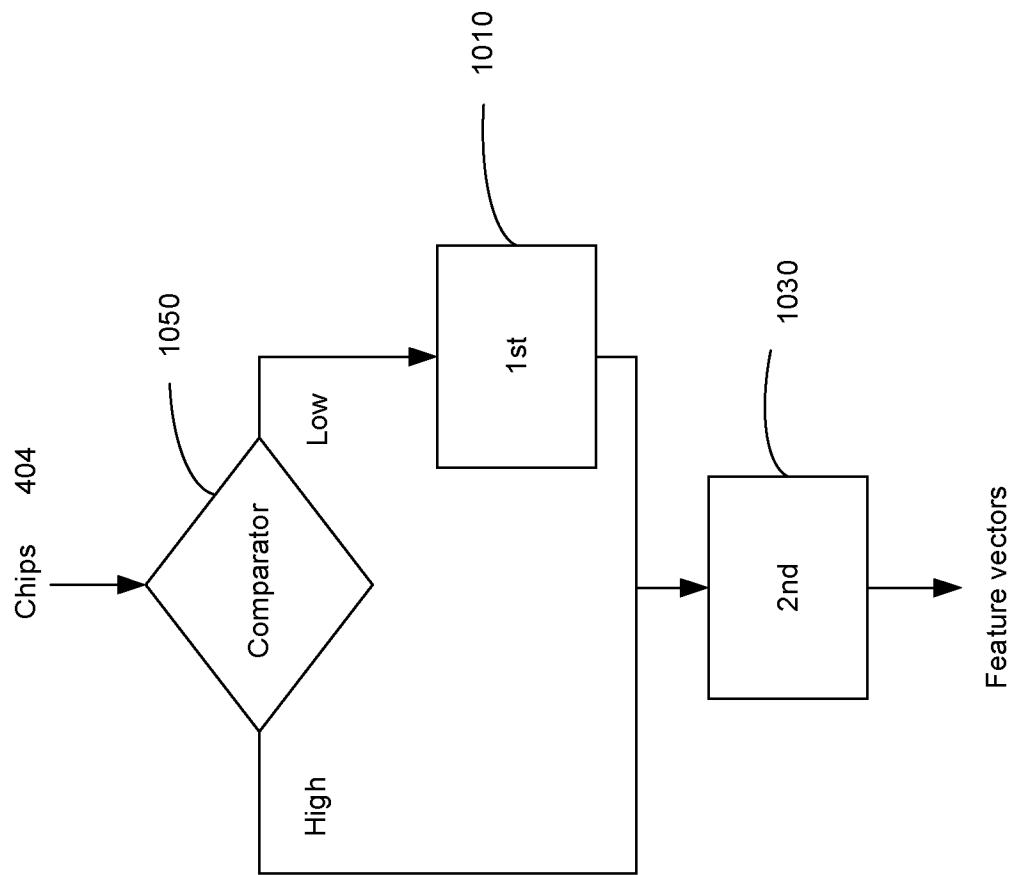 Chips 404
1050
Comparator
Low
High
1010
1st
1030
2nd
Feature vectors